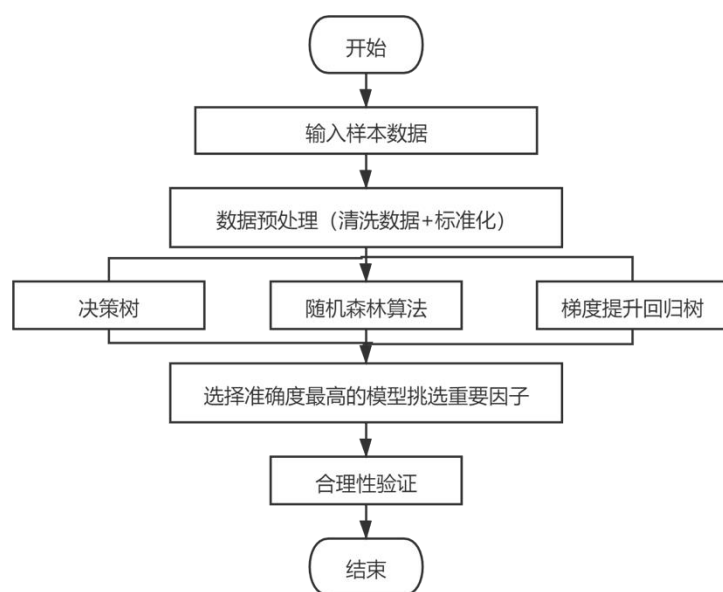 开始
输入样本数据
数据预处理（清洗数据+标准化）
决策树
随机森林算法
梯度提升回归树
选择准确度最高的模型挑选重要因子
合理性验证
结束